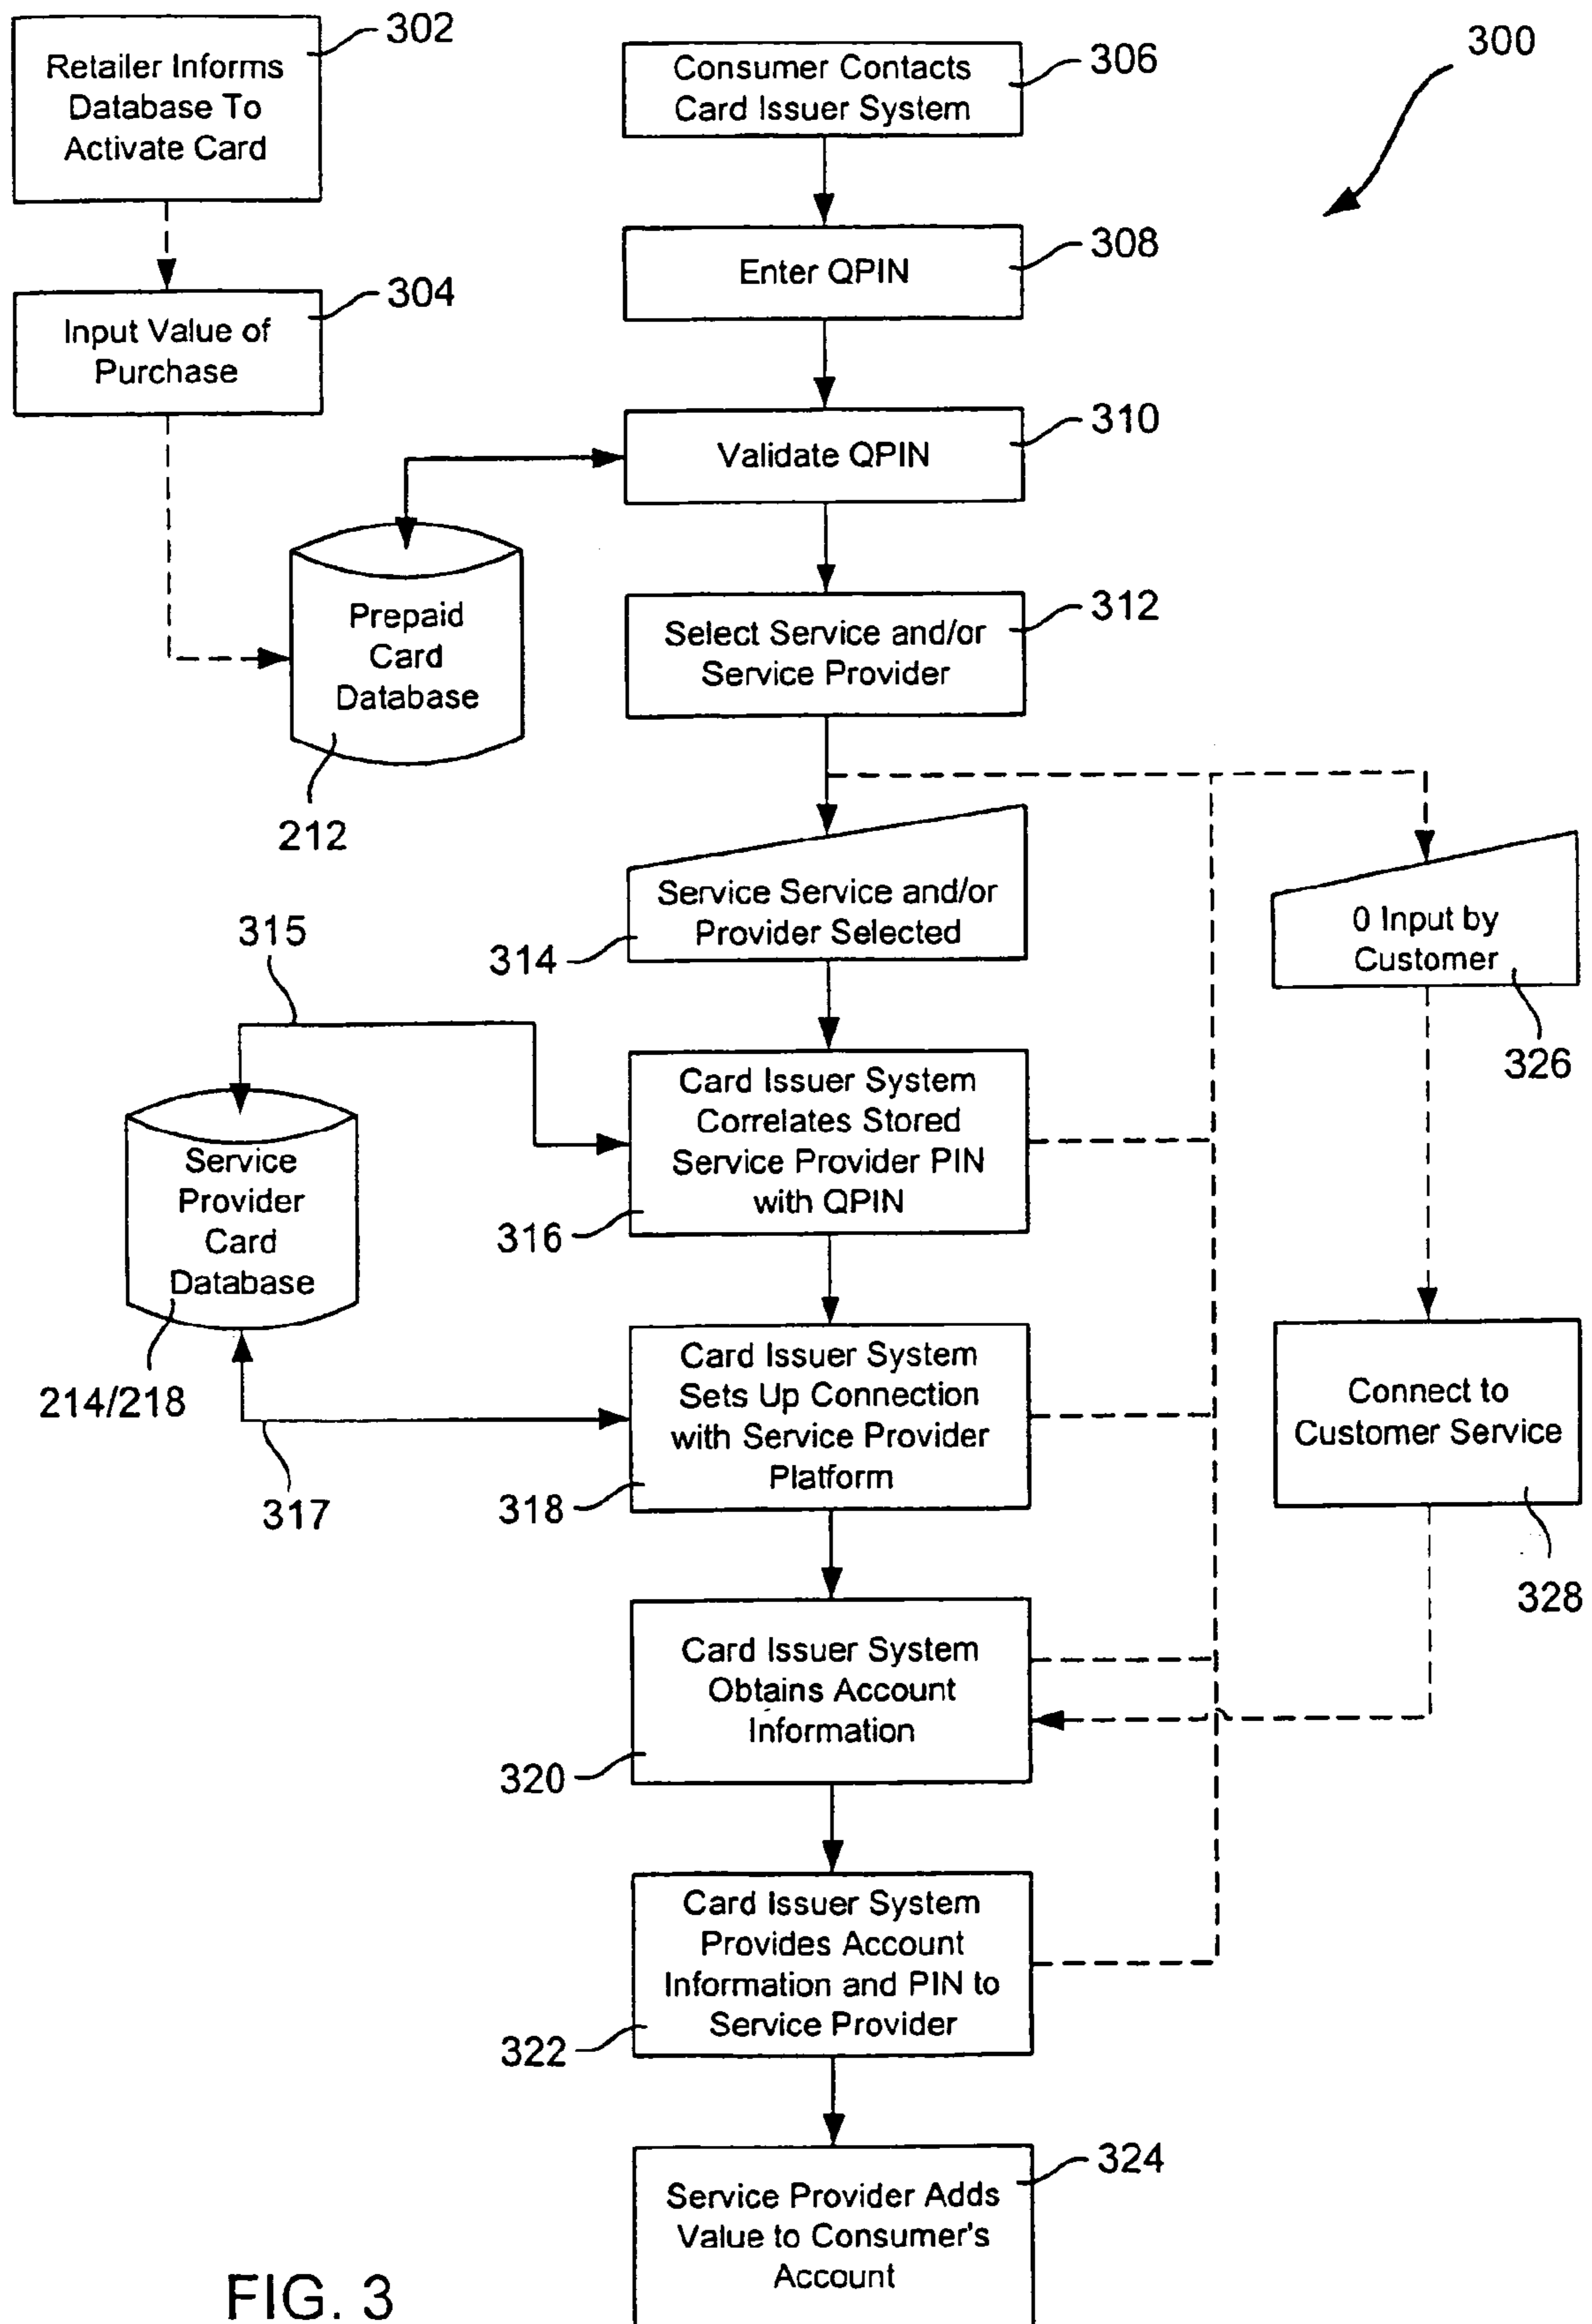 302
Retailer Informs
Database To
Activate Card
304
Input Value of
Purchase
300
306
Consumer Contacts
Card Issuer System
308
Enter QPIN
310
Validate QPIN
Prepaid
Card
Database
212
312
Select Service and/or
Service Provider
Service Service and/or
Provider Selected
314
0 Input by
Customer
326
315
Service
Provider
Card
Database
214/218
317
Card Issuer System
Correlates Stored
Service Provider PIN
with QPIN
316
Card Issuer System
Sets Up Connection
with Service Provider
Platform
318
Connect to
Customer Service
328
Card Issuer System
Obtains Account
Information
320
Card Issuer System
Provides Account
Information and PIN to
Service Provider
322
324
Service Provider Adds
Value to Consumer's
Account
FIG. 3